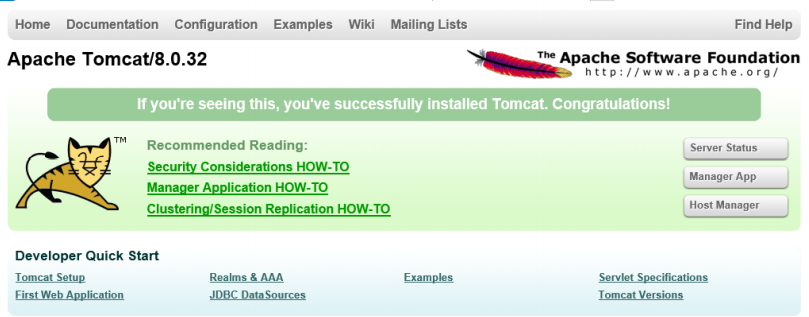 Home Documentation Configuration Examples Wiki Mailing Lists Find Help
Apache Tomcat/8.0.32
The Apache Software Foundation
http://www.apache.org/
If you're seeing this, you've successfully installed Tomcat. Congratulations!
TM
Recommended Reading:
Security Considerations HOW-TO
Manager Application HOW-TO
Clustering/Session Replication HOW-TO
Server Status
Manager App
Host Manager
Developer Quick Start
Tomcat Setup Realms & AAA Examples Servlet Specifications
First Web Application JDBC DataSources Tomcat Versions